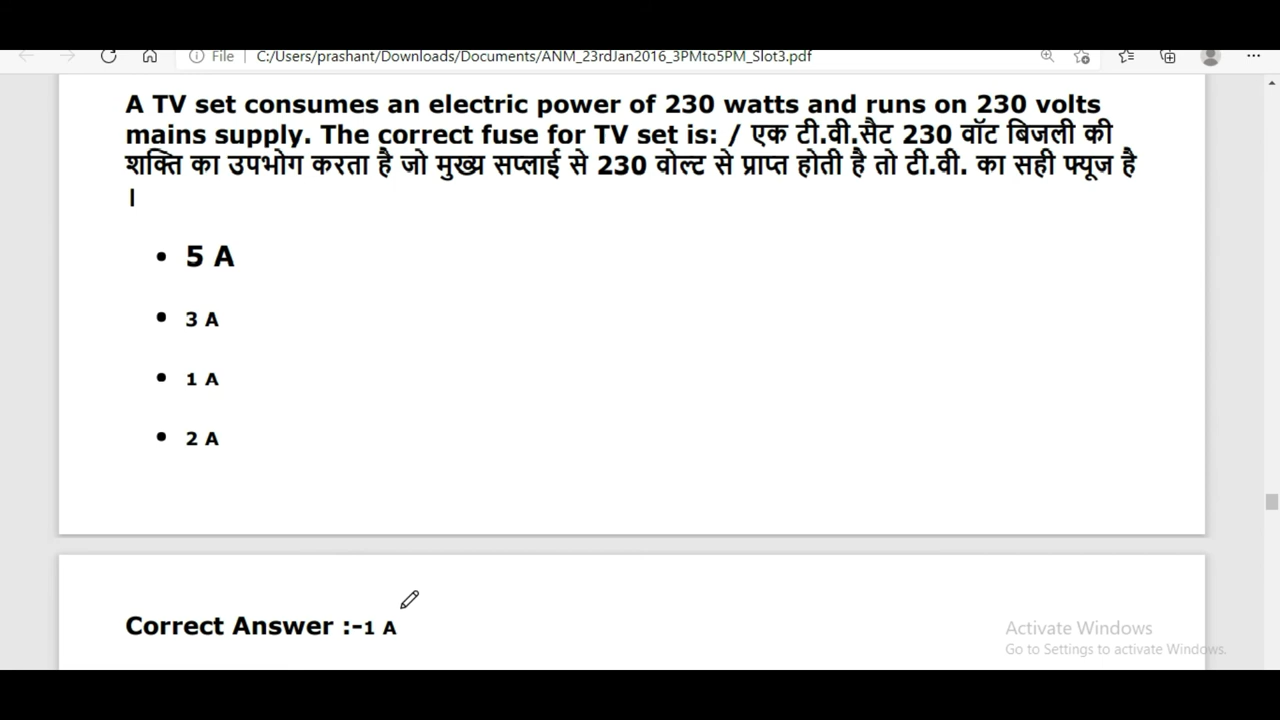 File | C:/Users/prashant/Downloads/Documents/ANM_23rdJan2016_3PMto5PM_Slot3.pdf
A TV set consumes an electric power of 230 watts and runs on 230 volts
mains supply. The correct fuse for TV set is: / एक टी.वी.सैट 230 वॉट बिजली की
शक्ति का उपभोग करता है जो मुख्य सप्लाई से 230 वोल्ट से प्राप्त होती है तो टी.वी. का सही फ्यूज है
।
• 5 A
• 3 A
• 1 A
• 2 A
Correct Answer :-1 A
Activate Windows
Go to Settings to activate Windows.